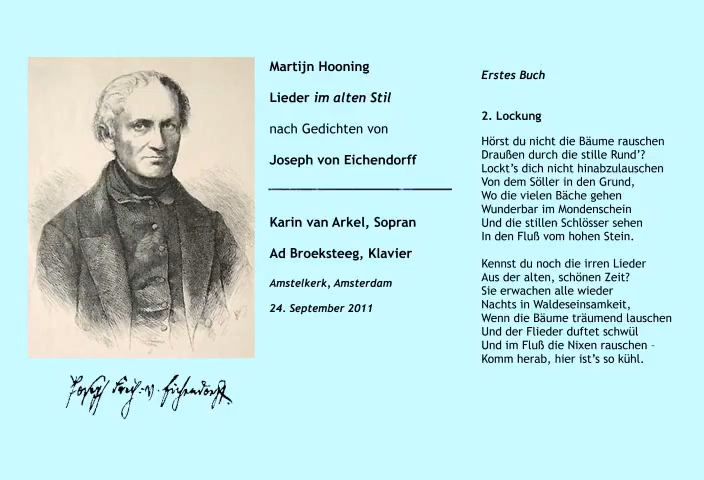 Martijn Hooning
Lieder im alten Stil
nach Gedichten von
Joseph von Eichendorff
Karin van Arkel, Sopran
Ad Broeksteeg, Klavier
Amstelkerk, Amsterdam
24. September 2011
Joseph Frh. v. Eichendorff.
Erstes Buch
2. Lockung
Hörst du nicht die Bäume rauschen
Draußen durch die stille Rund’?
Lockt’s dich nicht hinabzulauschen
Von dem Söller in den Grund,
Wo die vielen Bäche gehen
Wunderbar im Mondenschein
Und die stillen Schlösser sehen
In den Fluß vom hohen Stein.
Kennst du noch die irren Lieder
Aus der alten, schönen Zeit?
Sie erwachen alle wieder
Nachts in Waldeseinsamkeit,
Wenn die Bäume träumend lauschen
Und der Flieder duftet schwül
Und im Fluß die Nixen rauschen –
Komm herab, hier ist’s so kühl.